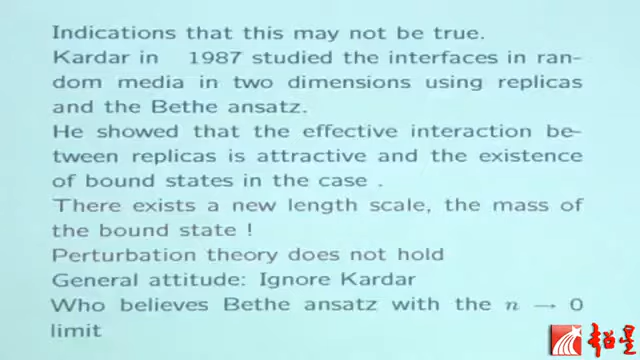 Indications that this may not be true.
Kardar in 1987 studied the interfaces in ran-
dom media in two dimensions using replicas
and the Bethe ansatz.
He showed that the effective interaction be-
tween replicas is attractive and the existence
of bound states in the case .
There exists a new length scale, the mass of
the bound state !
Perturbation theory does not hold
General attitude: Ignore Kardar
Who believes Bethe ansatz with the n → 0
limit
超星